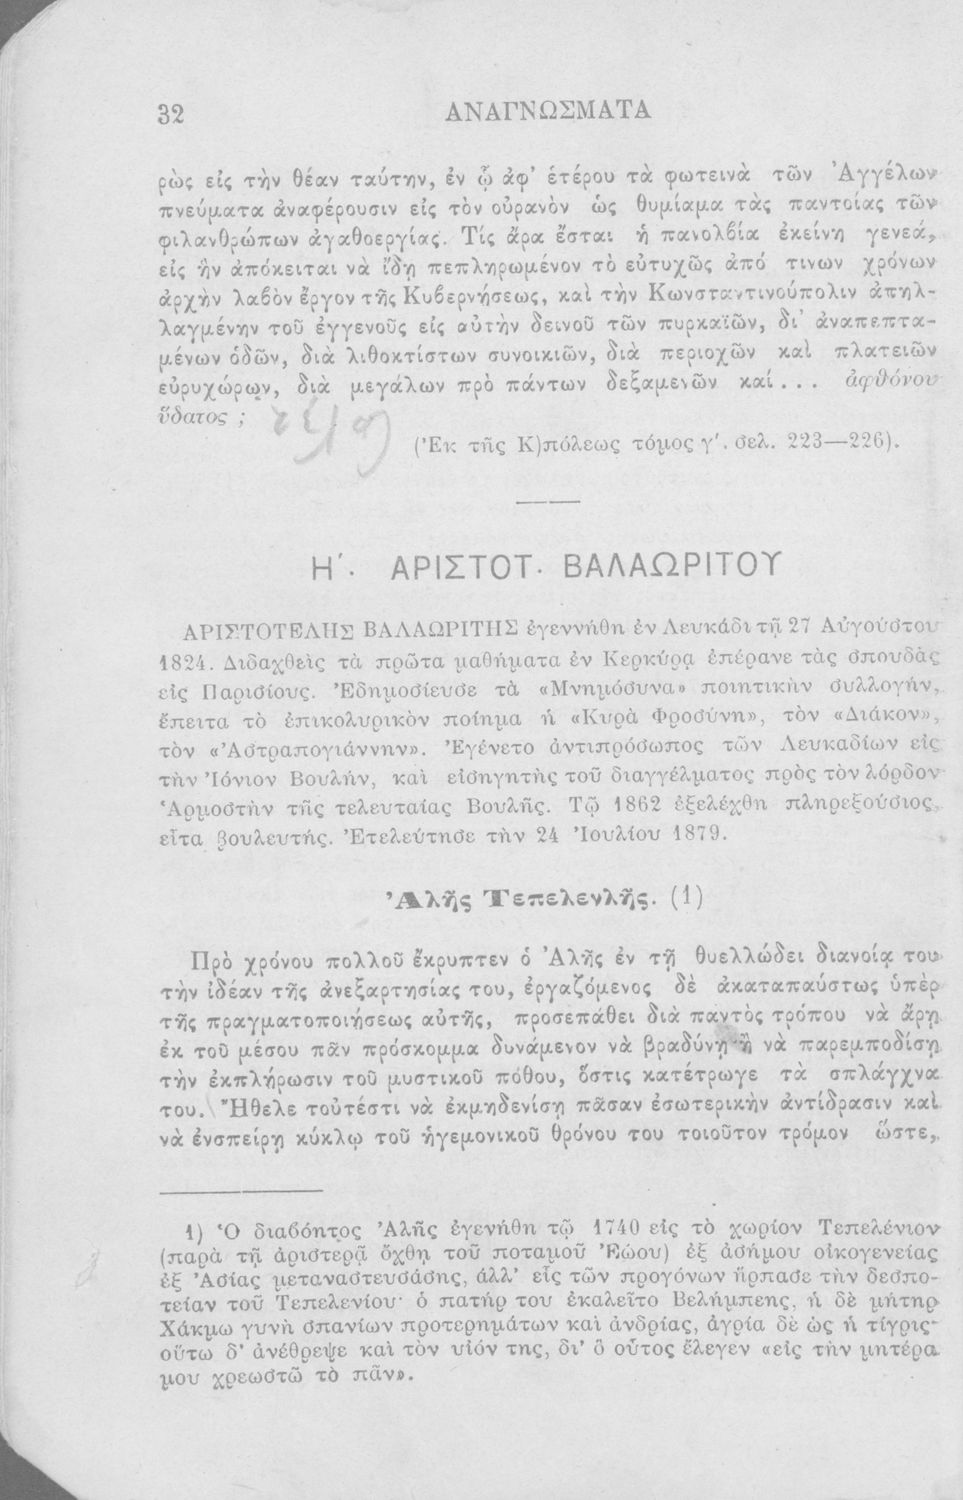 32 ΑΝΑΓΝΩΣΜΑΤΑ
ρὼς εἰς τὴν θέαν ταύτην, ἐν ᾧ ἀφ' ἑτέρου τὰ φωτεινὰ τῶν Ἀγγέλων
πνεύματα ἀναφέρουσιν εἰς τὸν οὐρανὸν ὡς θυμίαμα τὰς παντοίας τῶν
φιλανθρώπων ἀγαθοεργίας. Τίς ἄρα ἔσται ἡ πανολβία ἐκείνη γενεά,
εἰς ἣν ἀπόκειται νὰ ἴδῃ πεπληρωμένον τὸ εὐτυχῶς ἀπό τινων χρόνων
ἀρχὴν λαβὸν ἔργον τῆς Κυβερνήσεως, καὶ τὴν Κωνσταντινούπολιν ἀπηλ-
λαγμένην τοῦ ἐγγενοῦς εἰς αὐτὴν δεινοῦ τῶν πυρκαϊῶν, δι' ἀναπεπτα-
μένων ὁδῶν, διὰ λιθοκτίστων συνοικιῶν, διὰ περιοχῶν καὶ πλατειῶν
εὐρυχώρων, διὰ μεγάλων πρὸ πάντων δεξαμενῶν καί... ἀφθόνου
ὕδατος ;
(Ἐκ τῆς Κ)πόλεως τόμος γ'. σελ. 223—226).
Η'. ΑΡΙΣΤΟΤ. ΒΑΛΑΩΡΙΤΟΥ
ΑΡΙΣΤΟΤΕΛΗΣ ΒΑΛΑΩΡΙΤΗΣ ἐγεννήθη ἐν Λευκάδι τῇ 27 Αὐγούστου
1824. Διδαχθεὶς τὰ πρῶτα μαθήματα ἐν Κερκύρᾳ ἐπέρανε τὰς σπουδὰς
εἰς Παρισίους. Ἐδημοσίευσε τὰ «Μνημόσυνα» ποιητικὴν συλλογήν,
ἔπειτα τὸ ἐπικολυρικὸν ποίημα ἡ «Κυρὰ Φροσύνη», τὸν «Διάκον»,
τὸν «Ἀστραπογιάννην». Ἐγένετο ἀντιπρόσωπος τῶν Λευκαδίων εἰς
τὴν Ἰόνιον Βουλήν, καὶ εἰσηγητὴς τοῦ διαγγέλματος πρὸς τὸν λόρδον
Ἁρμοστὴν τῆς τελευταίας Βουλῆς. Τῷ 1862 ἐξελέχθη πληρεξούσιος,
εἶτα βουλευτής. Ἐτελεύτησε τὴν 24 Ἰουλίου 1879.
Ἀλῆς Τεπελενλῆς. (1)
Πρὸ χρόνου πολλοῦ ἔκρυπτεν ὁ Ἀλῆς ἐν τῇ θυελλώδει διανοίᾳ του
τὴν ἰδέαν τῆς ἀνεξαρτησίας του, ἐργαζόμενος δὲ ἀκαταπαύστως ὑπὲρ
τῆς πραγματοποιήσεως αὐτῆς, προσεπάθει διὰ παντὸς τρόπου νὰ ἄρῃ
ἐκ τοῦ μέσου πᾶν πρόσκομμα δυνάμενον νὰ βραδύνῃ ἢ νὰ παρεμποδίσῃ
τὴν ἐκπλήρωσιν τοῦ μυστικοῦ πόθου, ὅστις κατέτρωγε τὰ σπλάγχνα
του. Ἤθελε τοὐτέστι νὰ ἐκμηδενίσῃ πᾶσαν ἐσωτερικὴν ἀντίδρασιν καὶ
νὰ ἐνσπείρῃ κύκλῳ τοῦ ἡγεμονικοῦ θρόνου του τοιοῦτον τρόμον ὥστε,
1) Ὁ διαβόητος Ἀλῆς ἐγενήθη τῷ 1740 εἰς τὸ χωρίον Τεπελένιον
(παρὰ τῇ ἀριστερᾷ ὄχθῃ τοῦ ποταμοῦ Ἐώου) ἐξ ἀσήμου οἰκογενείας
ἐξ Ἀσίας μεταναστευσάσης, ἀλλ' εἷς τῶν προγόνων ἥρπασε τὴν δεσπο-
τείαν τοῦ Τεπελενίου· ὁ πατήρ του ἐκαλεῖτο Βελήμπεης, ἡ δὲ μήτηρ
Χάκμω γυνὴ σπανίων προτερημάτων καὶ ἀνδρίας, ἀγρία δὲ ὡς ἡ τίγρις·
οὕτω δ' ἀνέθρεψε καὶ τὸν υἱόν της, δι' ὃ οὗτος ἔλεγεν «εἰς τὴν μητέρα
μου χρεωστῶ τὸ πᾶν».